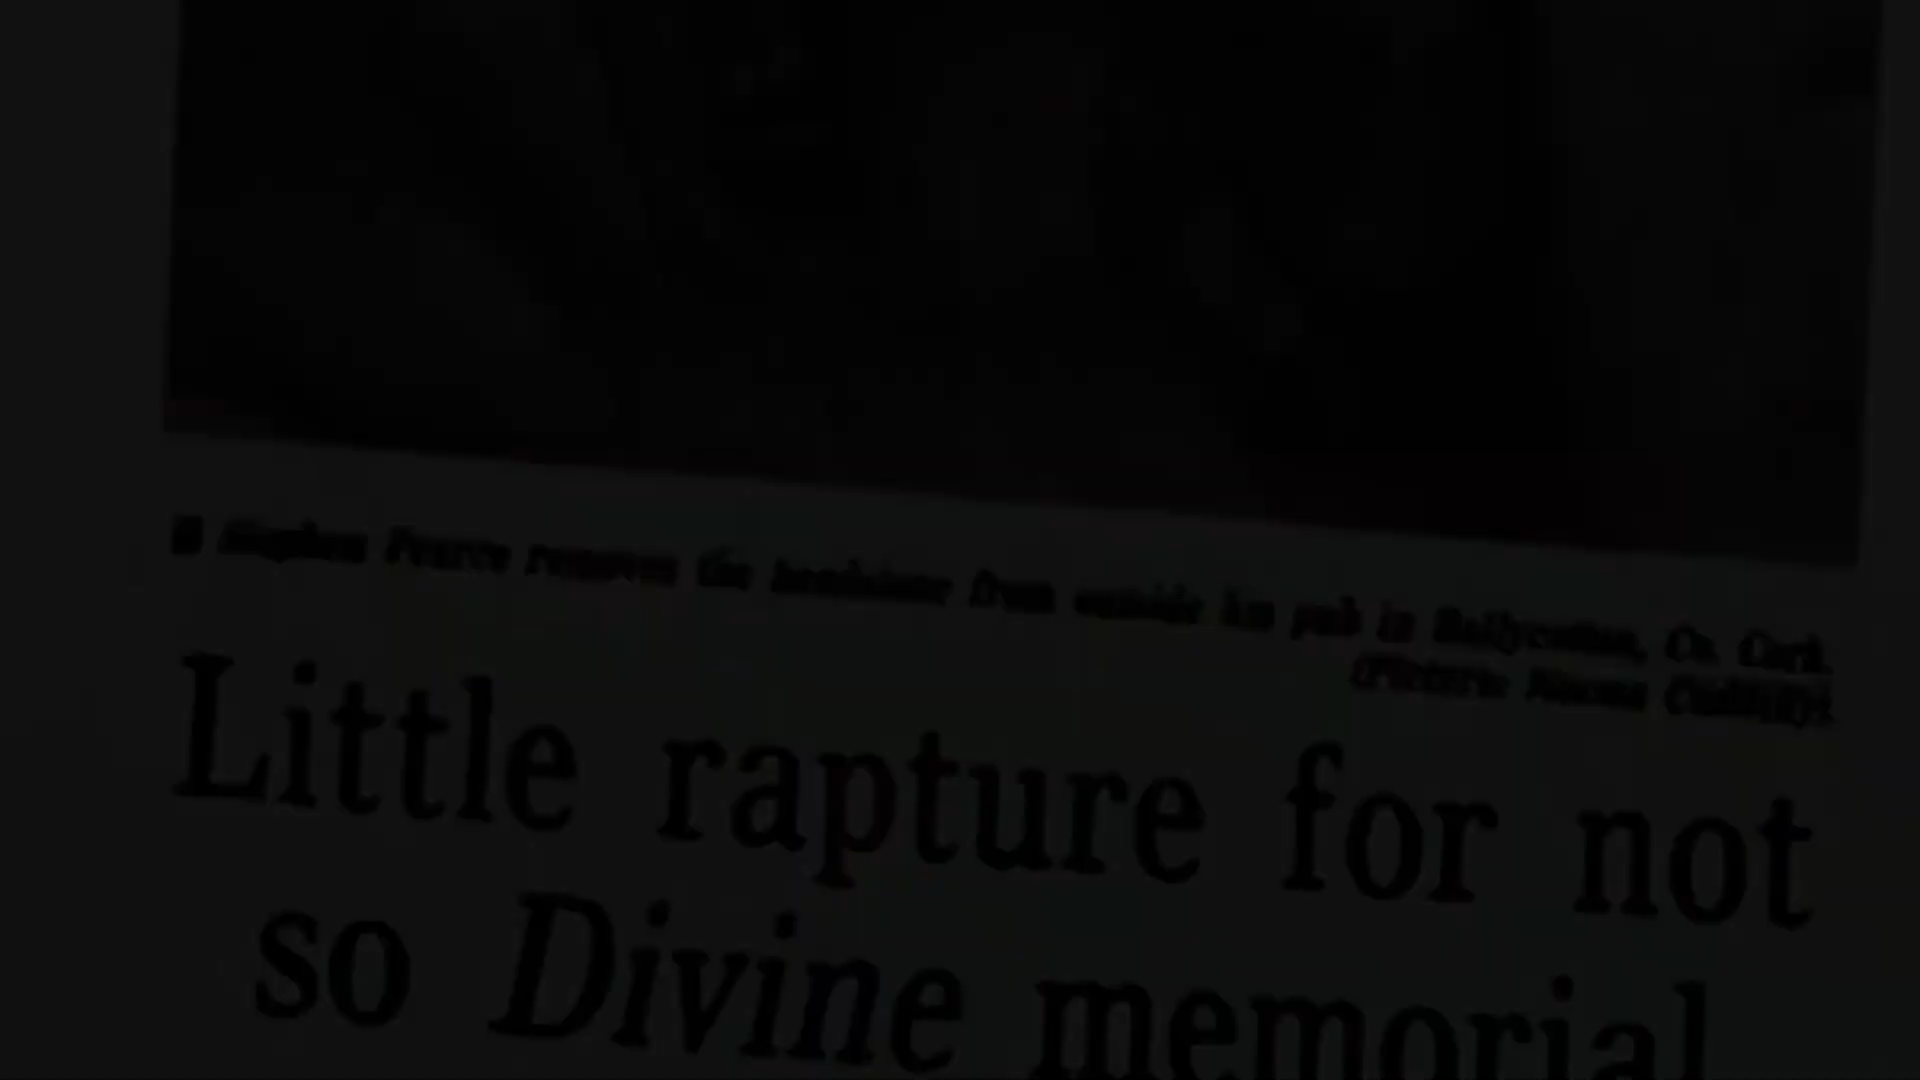 Stephen Pearce removes the headstone from outside his pub in Ballycotton, Co. Cork.
(Picture:
Little rapture for not
so Divine memorial